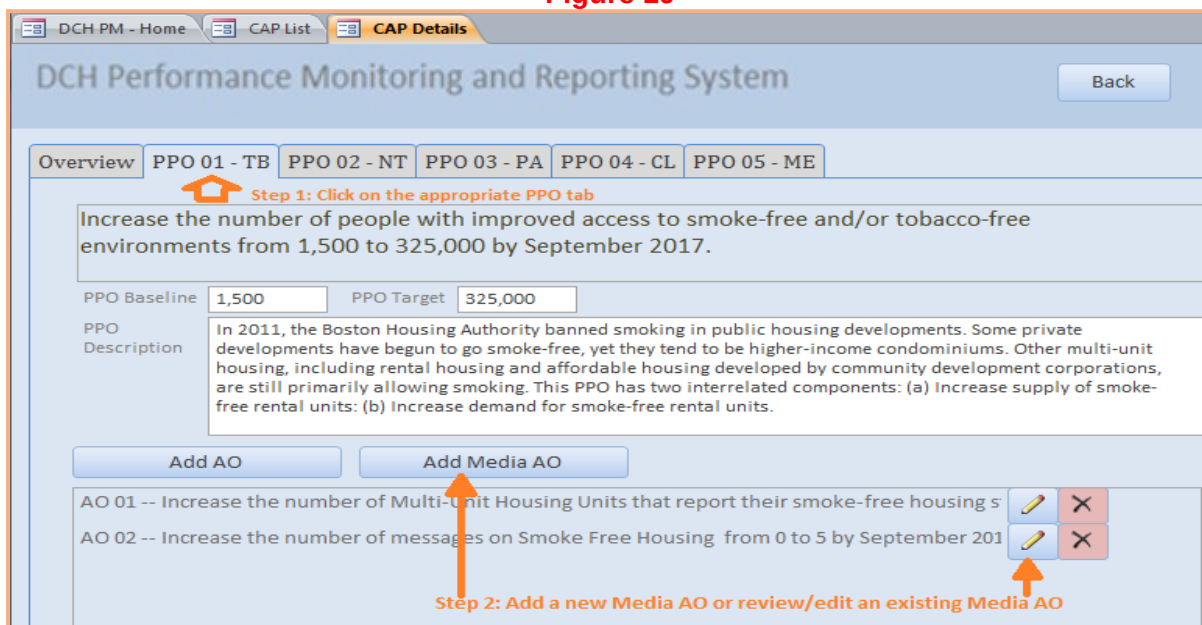 DCH PM - Home CAP List CAP Details
DCH Performance Monitoring and Reporting System
Back
Overview PPO 01 - TB PPO 02 - NT PPO 03 - PA PPO 04 - CL PPO 05 - ME
Step 1: Click on the appropriate PPO tab
Increase the number of people with improved access to smoke-free and/or tobacco-free
environments from 1,500 to 325,000 by September 2017.
PPO Baseline 1,500 PPO Target 325,000
PPO
Description
In 2011, the Boston Housing Authority banned smoking in public housing developments. Some private
developments have begun to go smoke-free, yet they tend to be higher-income condominiums. Other multi-unit
housing, including rental housing and affordable housing developed by community development corporations,
are still primarily allowing smoking. This PPO has two interrelated components: (a) Increase supply of smoke-
free rental units: (b) Increase demand for smoke-free rental units.
Add AO Add Media AO
AO 01 -- Increase the number of Multi-Unit Housing Units that report their smoke-free housing s
AO 02 -- Increase the number of messages on Smoke Free Housing from 0 to 5 by September 201
Step 2: Add a new Media AO or review/edit an existing Media AO